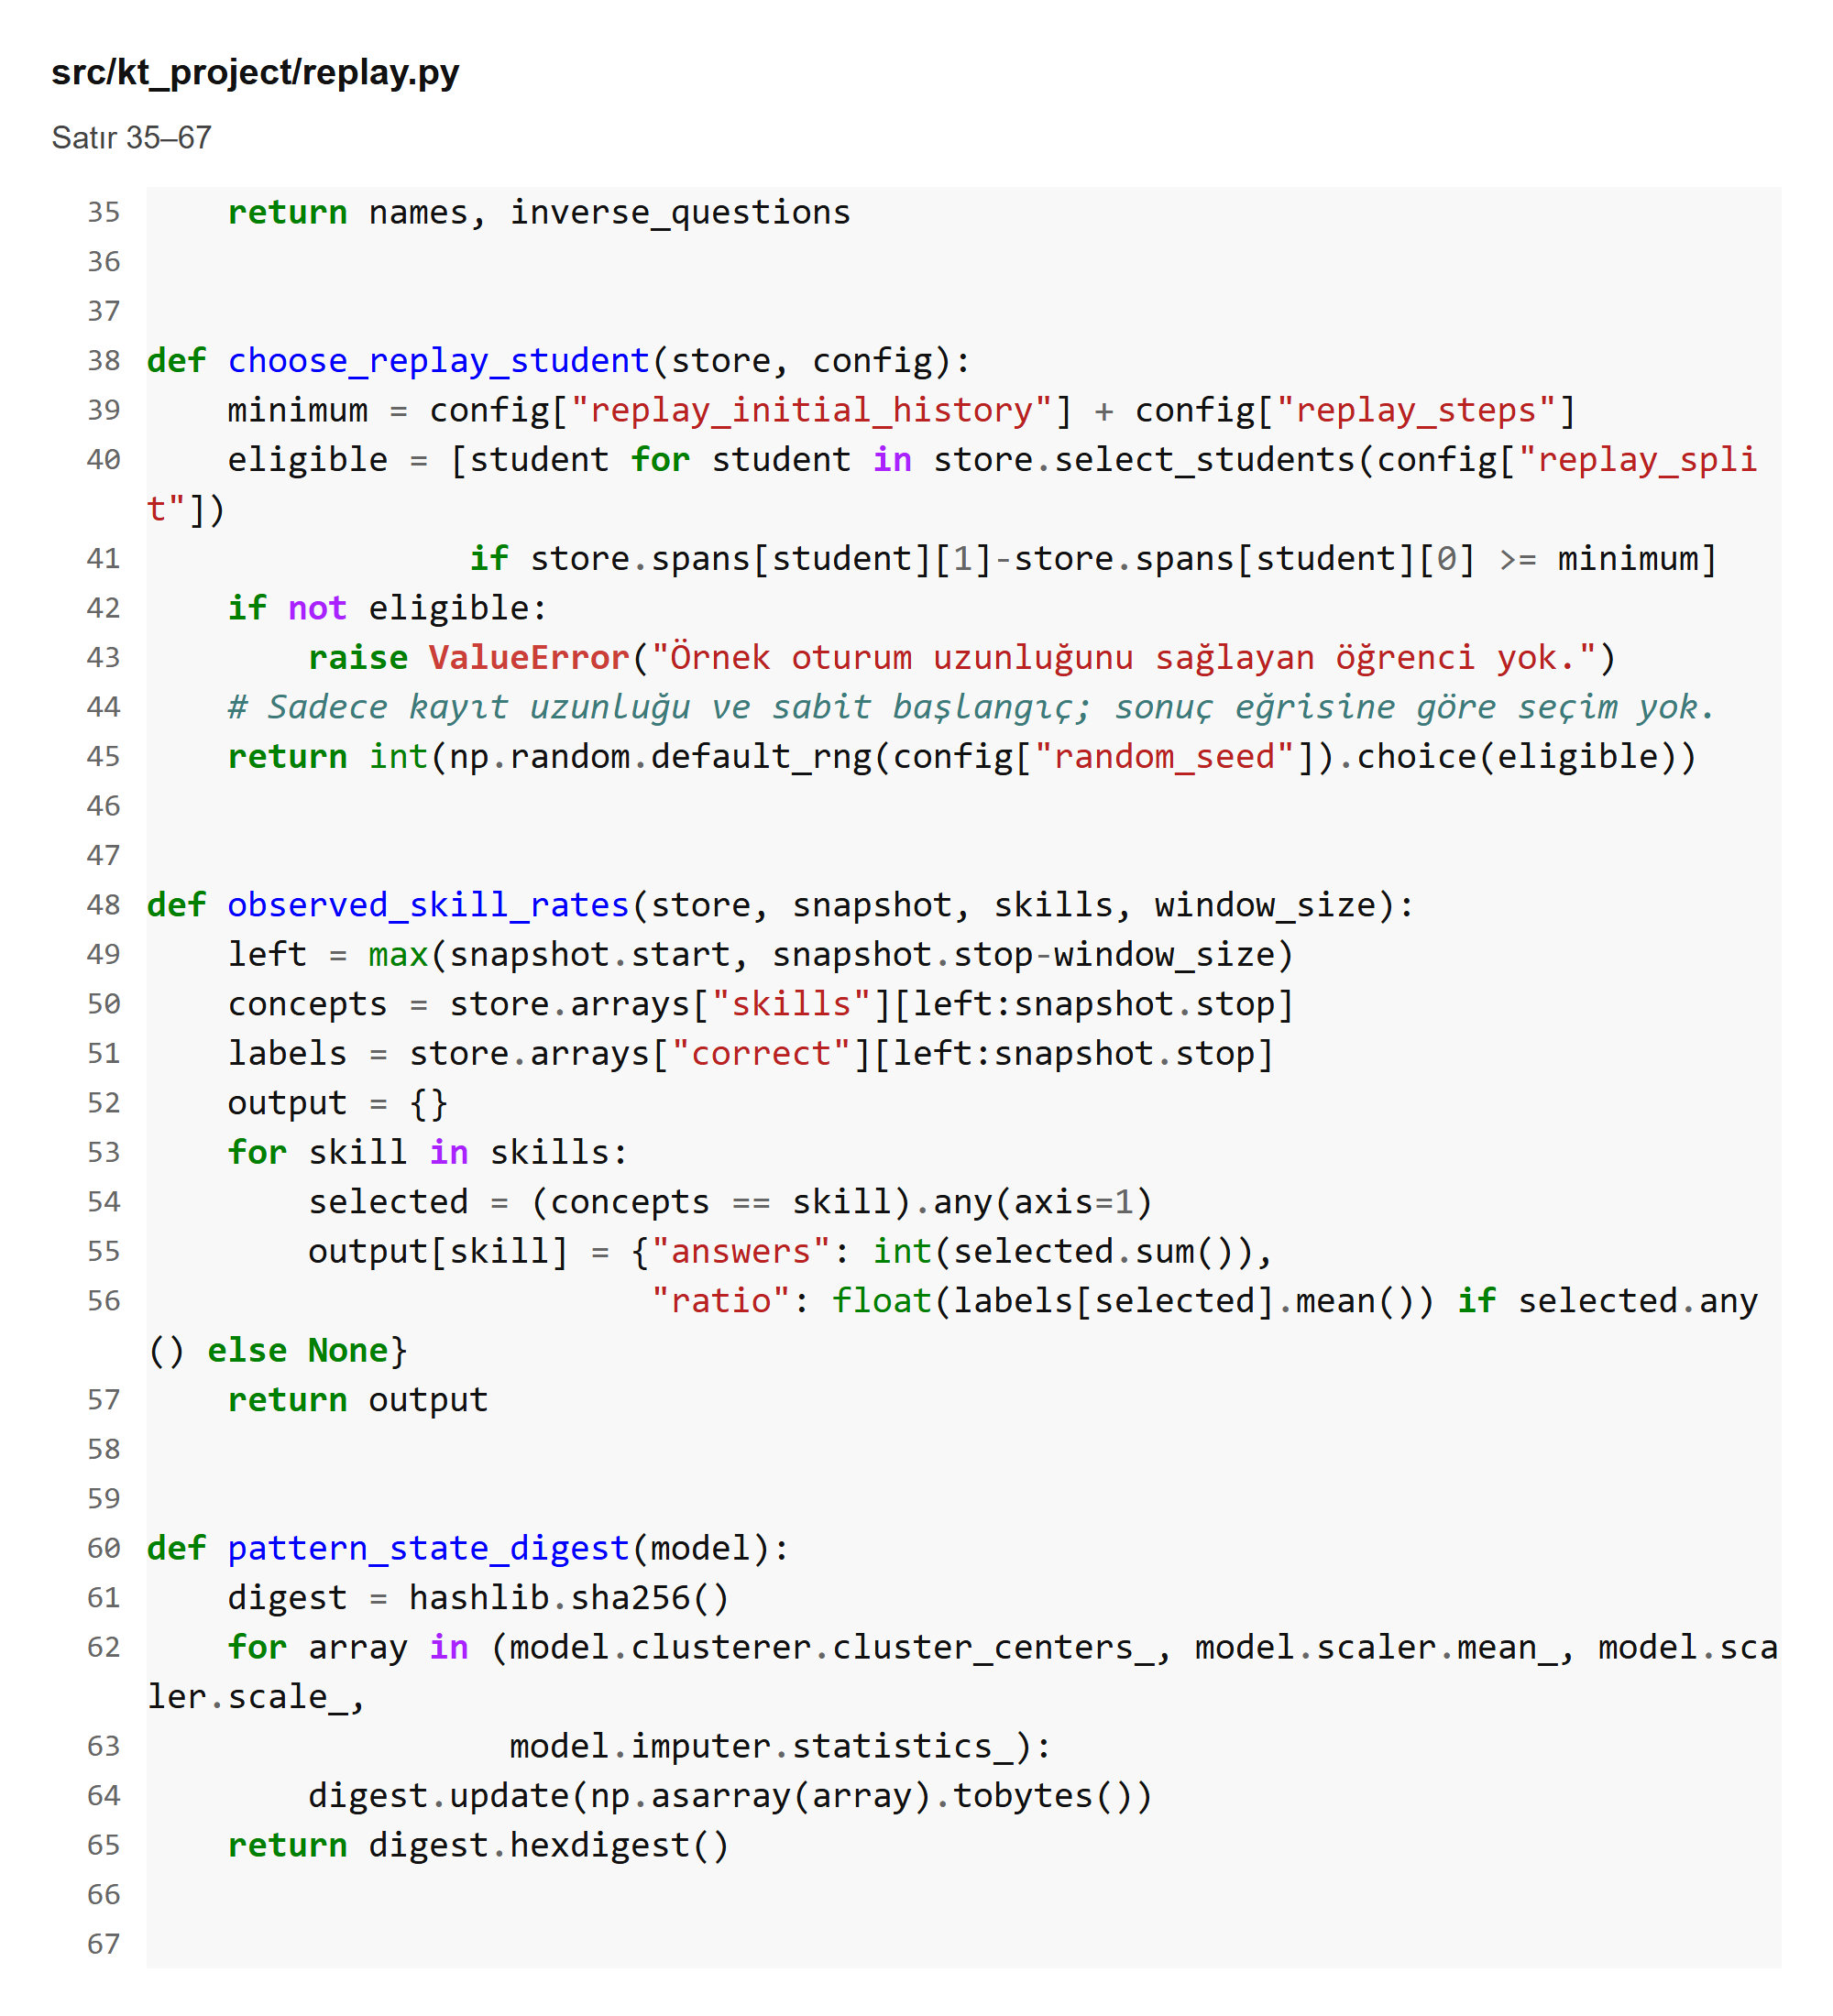 src/kt_project/replay.py
Satır 35–67
35     return names, inverse_questions
36
37
38 def choose_replay_student(store, config):
39     minimum = config["replay_initial_history"] + config["replay_steps"]
40     eligible = [student for student in store.select_students(config["replay_spli
t"])
41                 if store.spans[student][1]-store.spans[student][0] >= minimum]
42     if not eligible:
43         raise ValueError("Örnek oturum uzunluğunu sağlayan öğrenci yok.")
44     # Sadece kayıt uzunluğu ve sabit başlangıç; sonuç eğrisine göre seçim yok.
45     return int(np.random.default_rng(config["random_seed"]).choice(eligible))
46
47
48 def observed_skill_rates(store, snapshot, skills, window_size):
49     left = max(snapshot.start, snapshot.stop-window_size)
50     concepts = store.arrays["skills"][left:snapshot.stop]
51     labels = store.arrays["correct"][left:snapshot.stop]
52     output = {}
53     for skill in skills:
54         selected = (concepts == skill).any(axis=1)
55         output[skill] = {"answers": int(selected.sum()),
56                          "ratio": float(labels[selected].mean()) if selected.any
() else None}
57     return output
58
59
60 def pattern_state_digest(model):
61     digest = hashlib.sha256()
62     for array in (model.clusterer.cluster_centers_, model.scaler.mean_, model.sca
ler.scale_,
63                   model.imputer.statistics_):
64         digest.update(np.asarray(array).tobytes())
65     return digest.hexdigest()
66
67